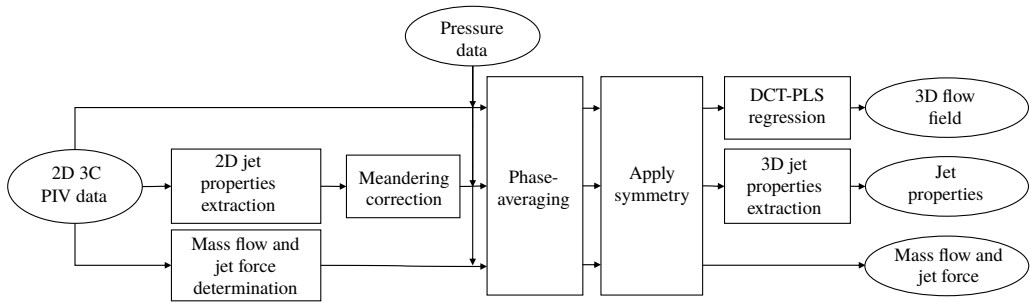 Pressure
data
2D 3C
PIV data
2D jet
properties
extraction
Meandering
correction
Mass flow and
jet force
determination
Phase-
averaging
Apply
symmetry
DCT-PLS
regression
3D flow
field
3D jet
properties
extraction
Jet
properties
Mass flow and
jet force